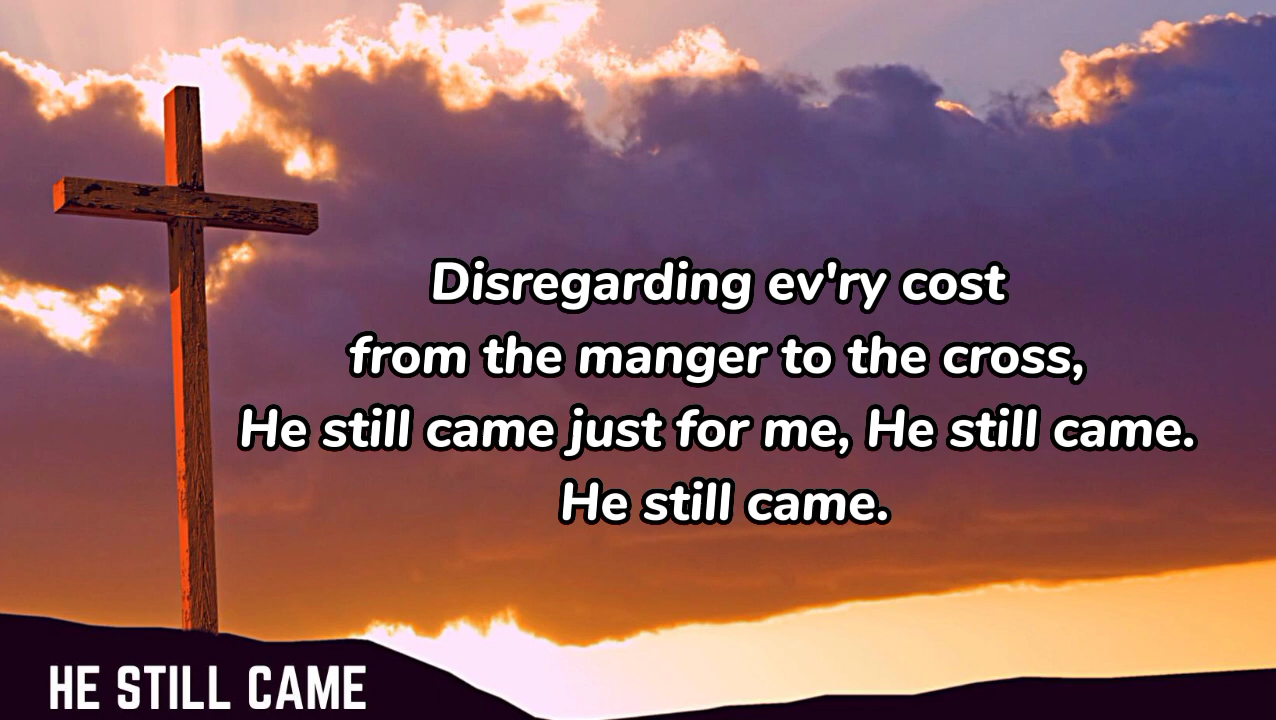 Disregarding ev'ry cost
from the manger to the cross,
He still came just for me, He still came.
He still came.
HE STILL CAME